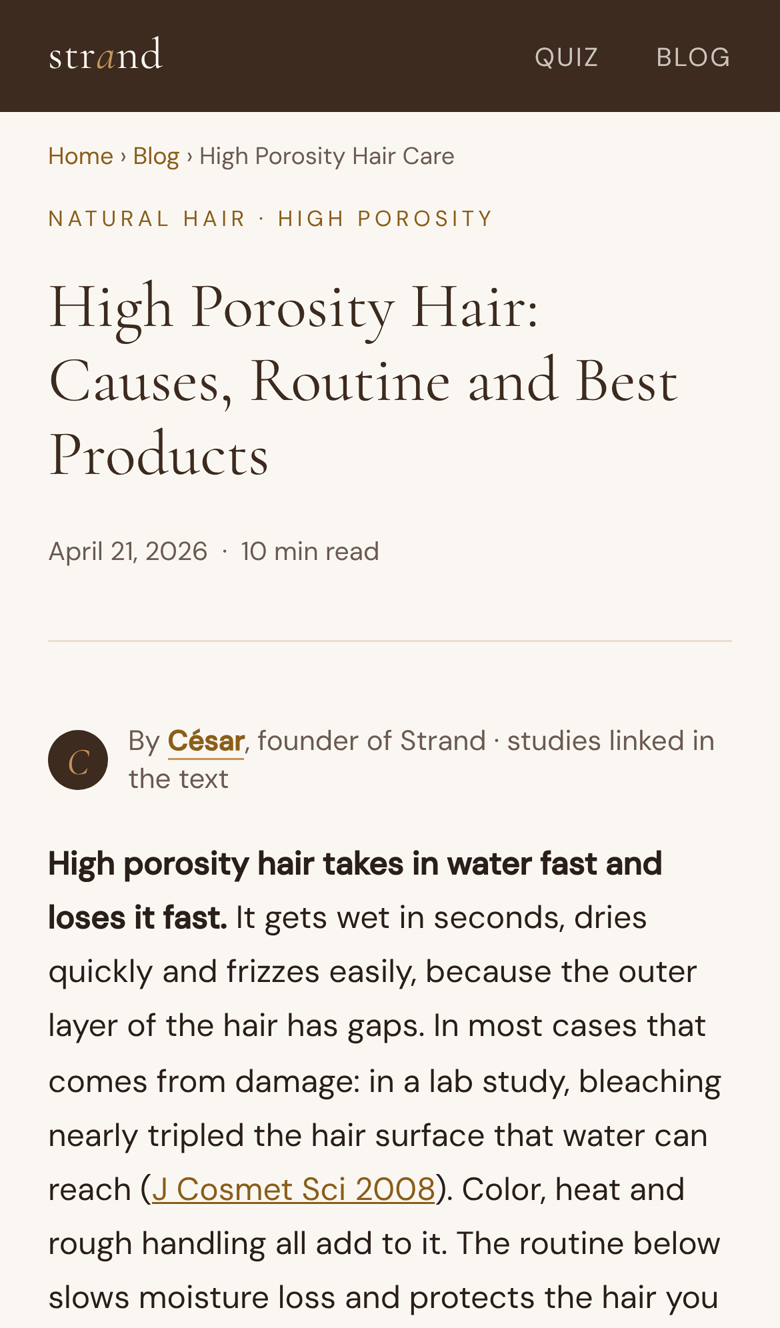 strand
QUIZ BLOG
Home › Blog › High Porosity Hair Care
NATURAL HAIR · HIGH POROSITY
High Porosity Hair:
Causes, Routine and Best
Products
April 21, 2026 · 10 min read
C
By César, founder of Strand · studies linked in
the text
High porosity hair takes in water fast and
loses it fast. It gets wet in seconds, dries
quickly and frizzes easily, because the outer
layer of the hair has gaps. In most cases that
comes from damage: in a lab study, bleaching
nearly tripled the hair surface that water can
reach (J Cosmet Sci 2008). Color, heat and
rough handling all add to it. The routine below
slows moisture loss and protects the hair you